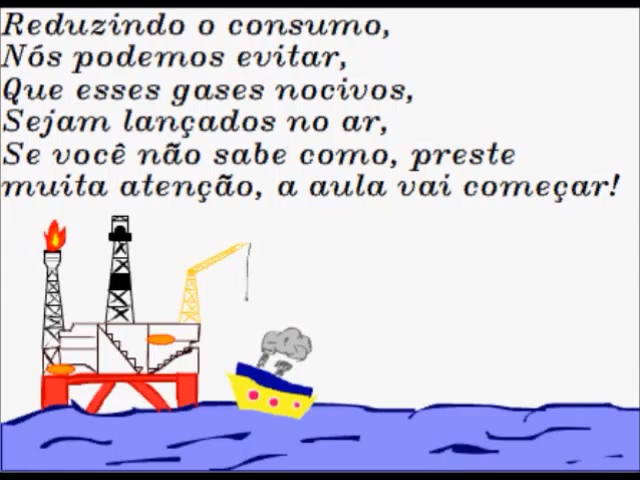 Reduzindo o consumo,
Nós podemos evitar,
Que esses gases nocivos,
Sejam lançados no ar,
Se você não sabe como, preste
muita atenção, a aula vai começar!